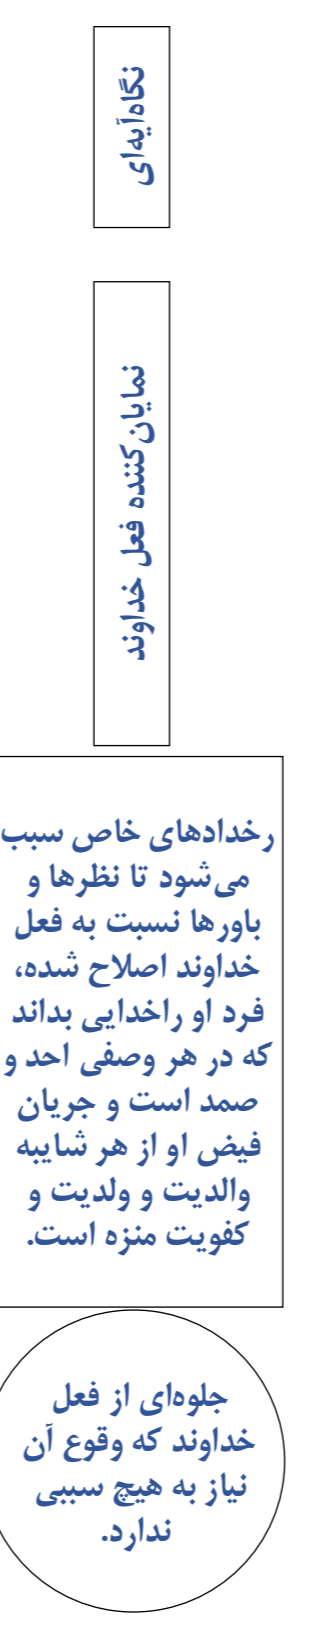 نگاه‌آیه‌ای
نمایان‌کننده فعل خداوند
رخدادهای خاص سبب
می‌شود تا نظرها و
باورها نسبت به فعل
خداوند اصلاح شده،
فرد او راخدایی بداند
که در هر وصفی احد و
صمد است و جریان
فیض او از هر شایبه
والدیت و ولدیت و
کفویت منزه است.
جلوه‌ای از فعل
خداوند که وقوع آن
نیاز به هیچ سببی
ندارد.